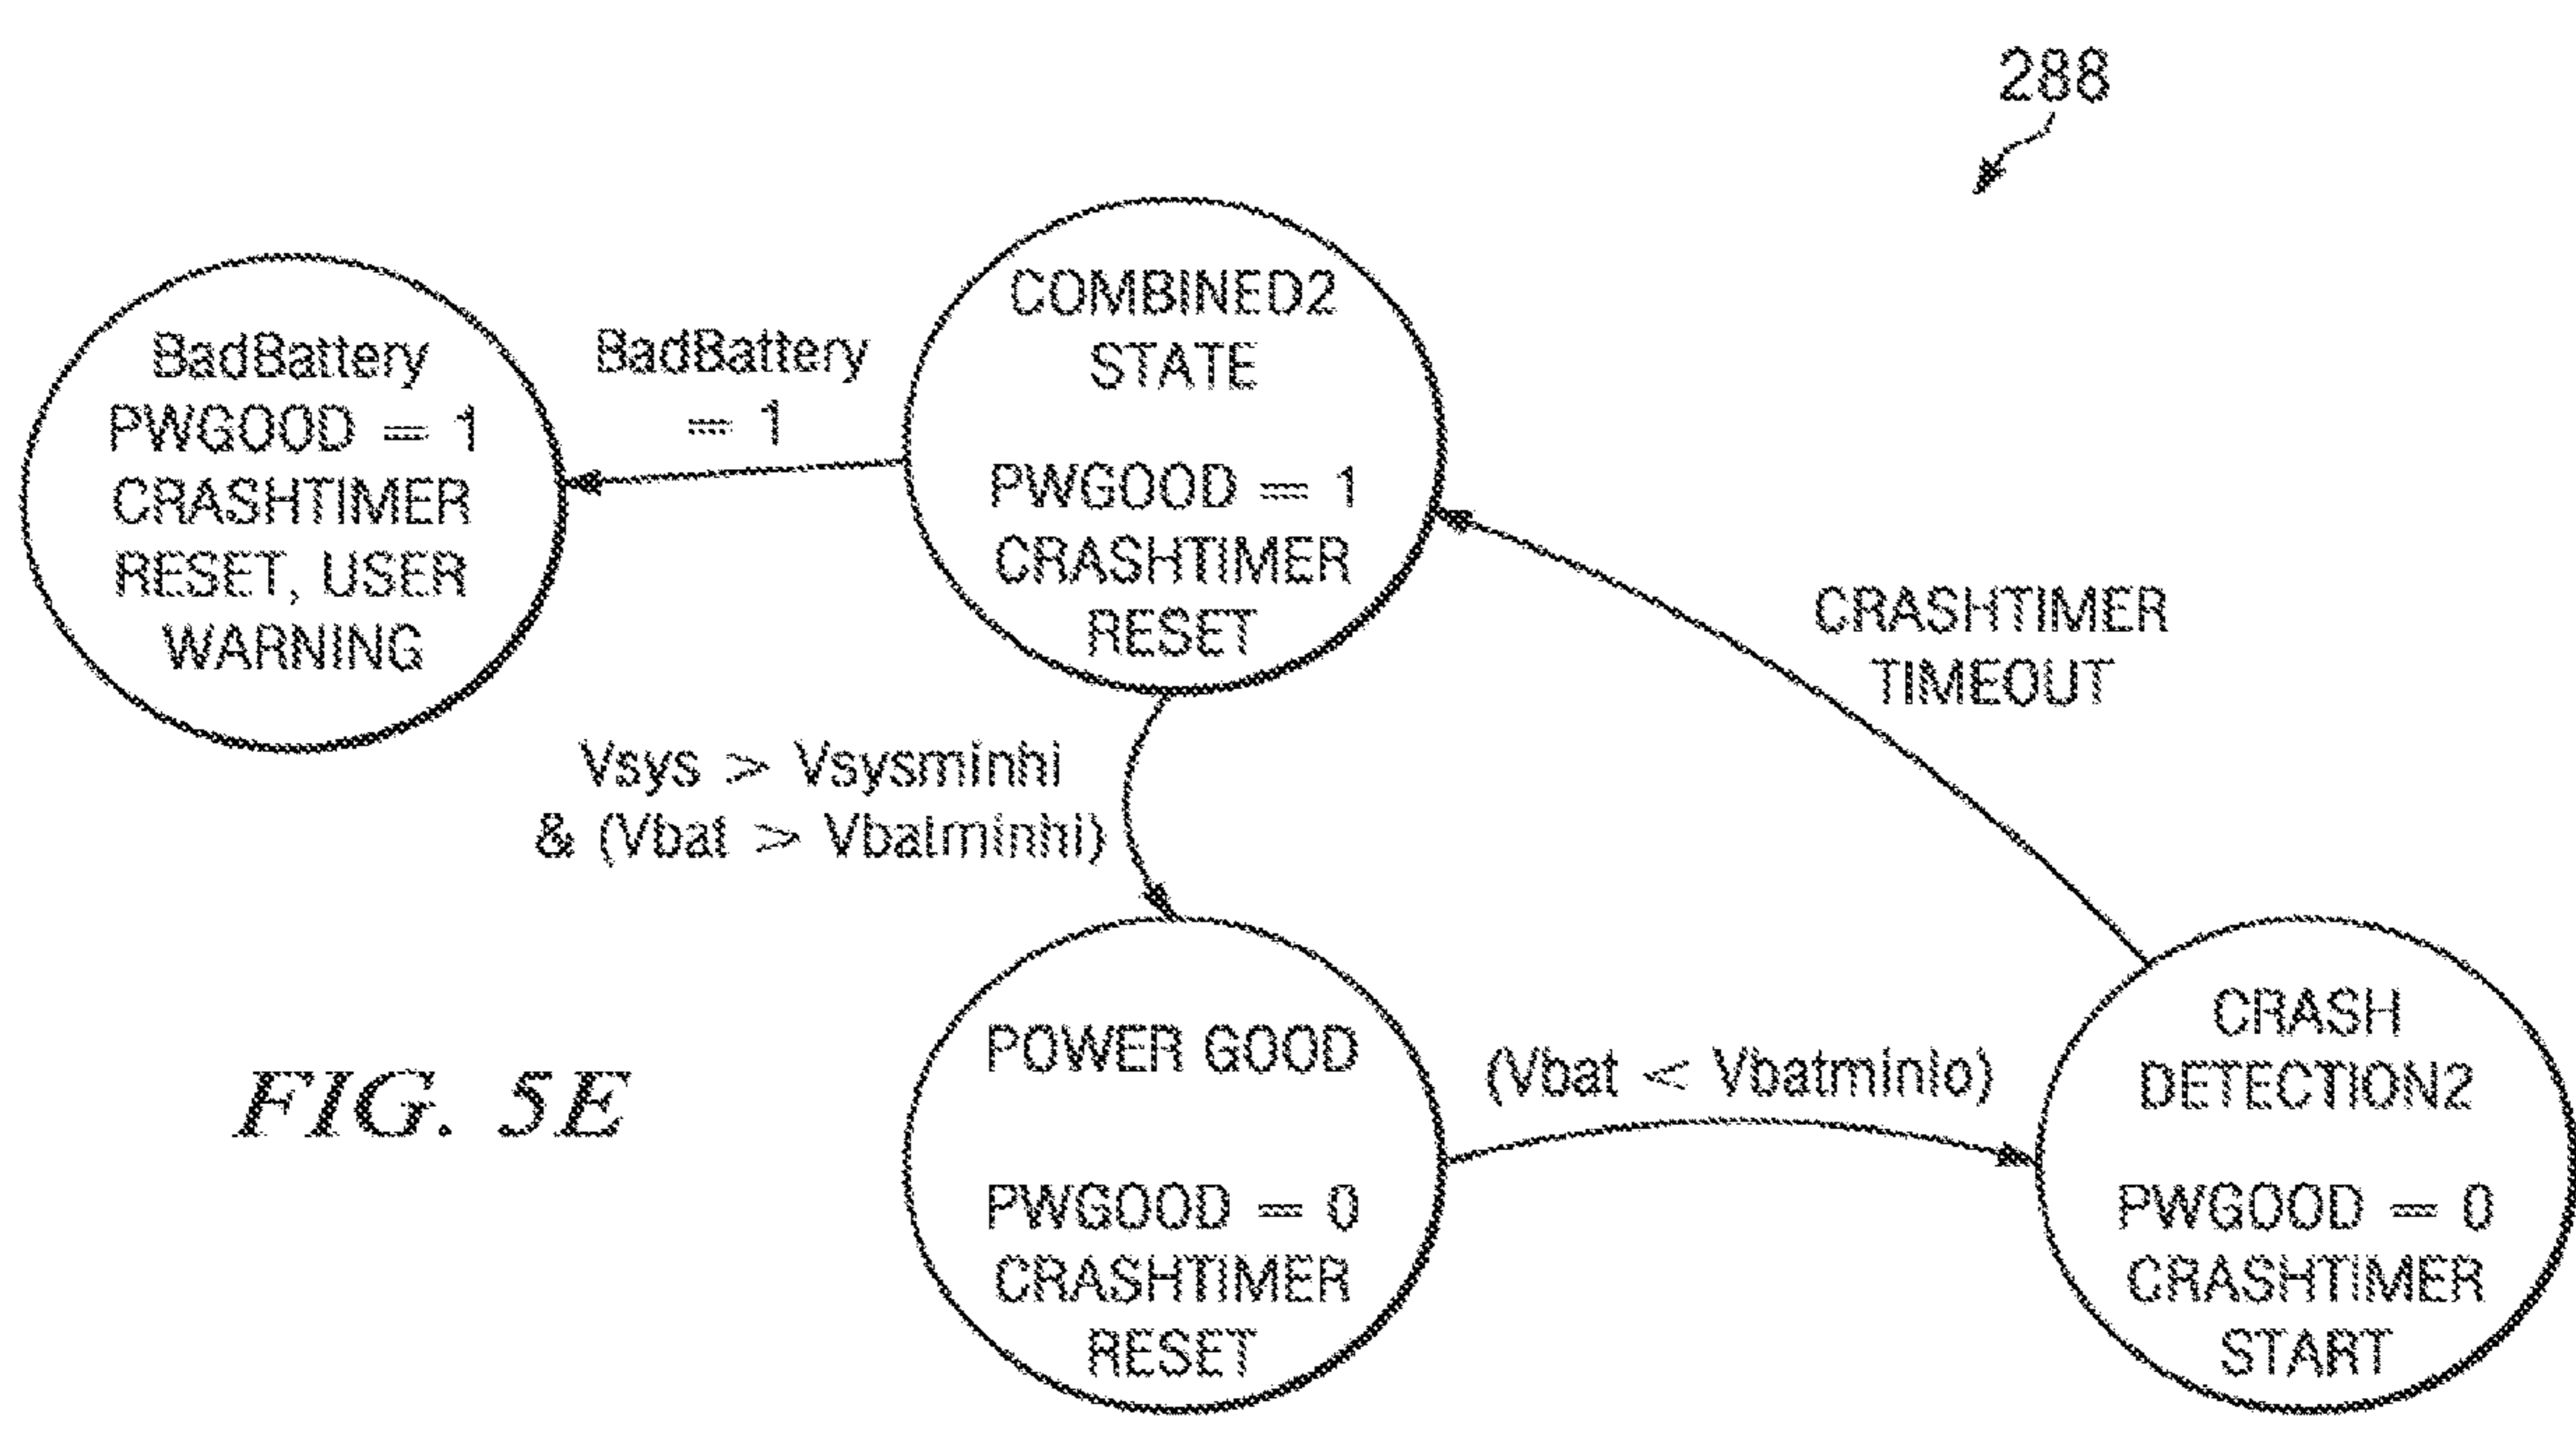 288
BadBattery
PWGOOD == 1
CRASHTIMER
RESET, USER
WARNING
BadBattery
== 1
COMBINED2
STATE
PWGOOD == 1
CRASHTIMER
RESET
CRASHTIMER
TIMEOUT
Vsys > Vsysminhi
& (Vbat > Vbatminhi)
POWER GOOD
PWGOOD == 0
CRASHTIMER
RESET
(Vbat < Vbatminlo)
CRASH
DETECTION2
PWGOOD == 0
CRASHTIMER
START
FIG. 5E